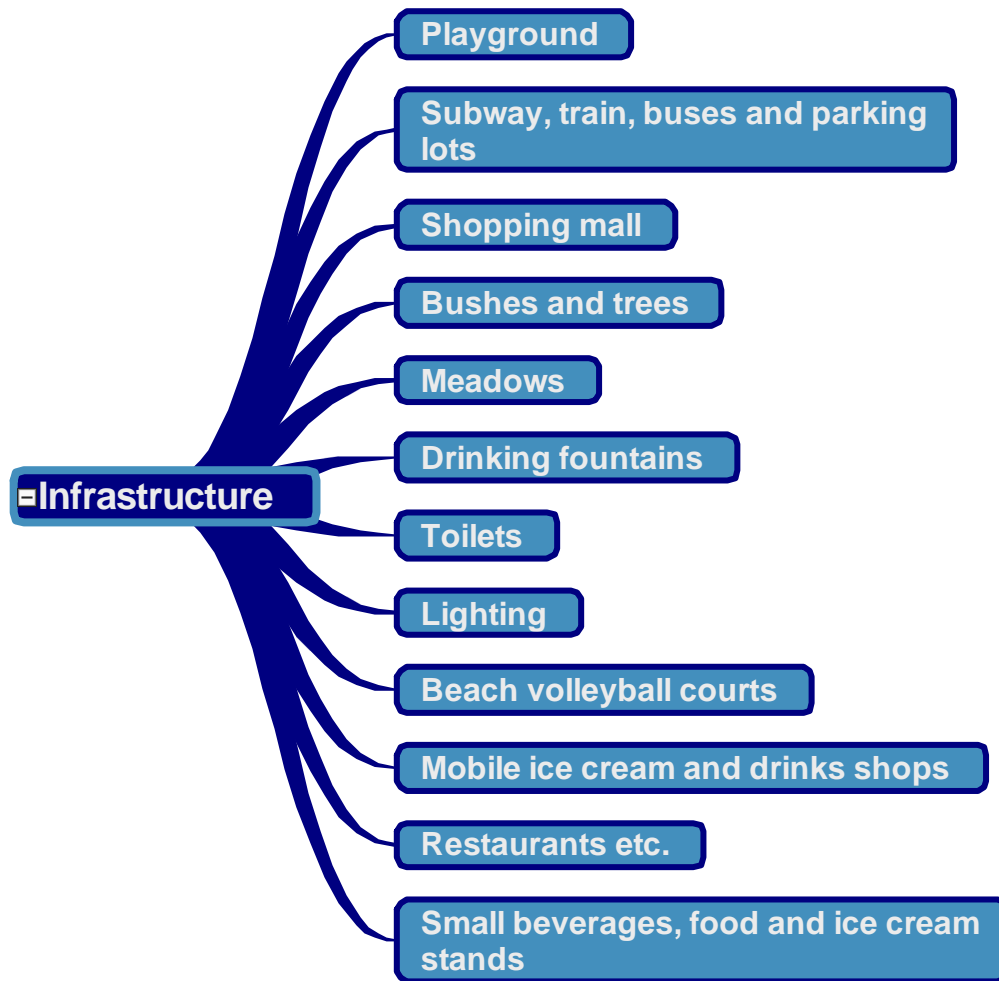 Playground
Subway, train, buses and parking
lots
Shopping mall
Bushes and trees
Meadows
Drinking fountains
Infrastructure
Toilets
Lighting
Beach volleyball courts
Mobile ice cream and drinks shops
Restaurants etc.
Small beverages, food and ice cream
stands